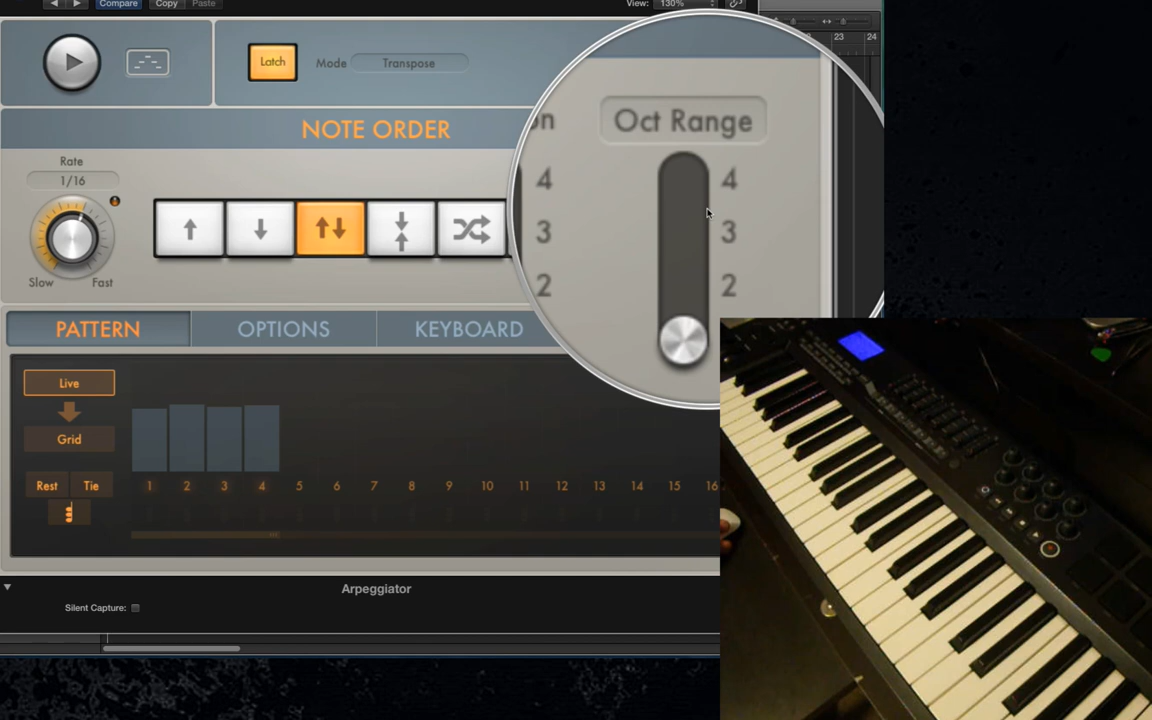 Compare Copy Paste View: 130%
23 24
Latch Mode Transpose
Oct Range
NOTE ORDER
Rate
1/16
4 4
3 3
2 2
Slow Fast
PATTERN OPTIONS KEYBOARD
Live
Grid
Rest Tie
1 2 3 4 5 6 7 8 9 10 11 12 13 14 15 16
Arpeggiator
Silent Capture: